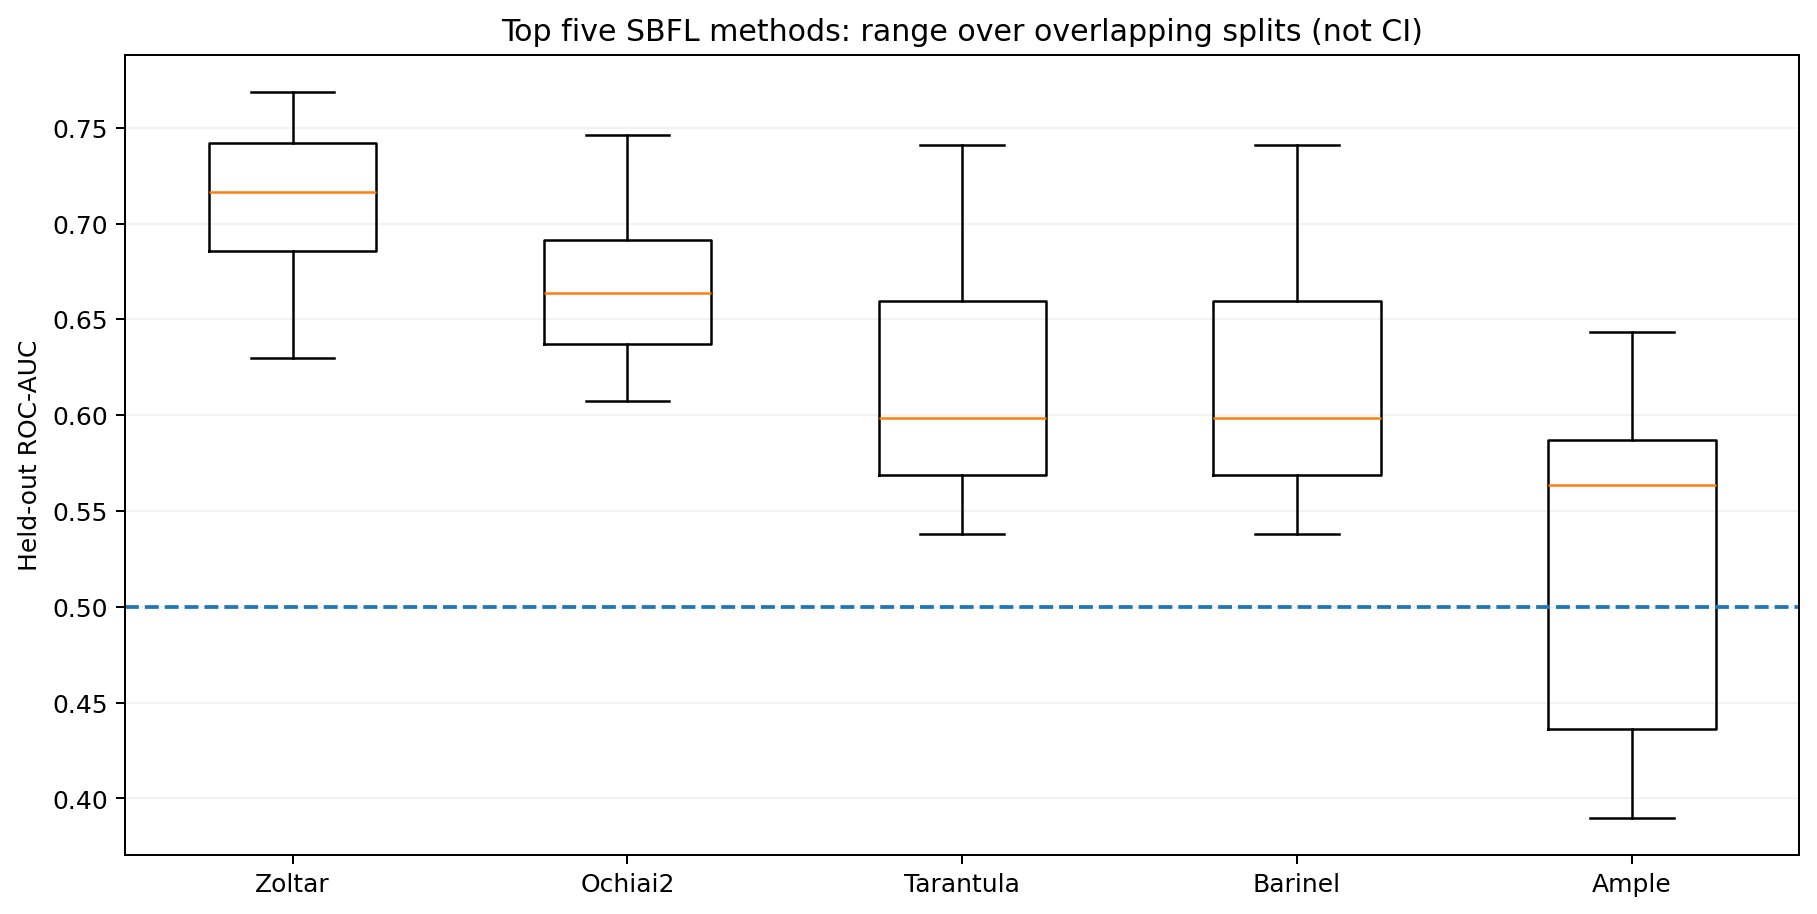 Top five SBFL methods: range over overlapping splits (not CI)
Held-out ROC-AUC
0.75
0.70
0.65
0.60
0.55
0.50
0.45
0.40
Zoltar Ochiai2 Tarantula Barinel Ample